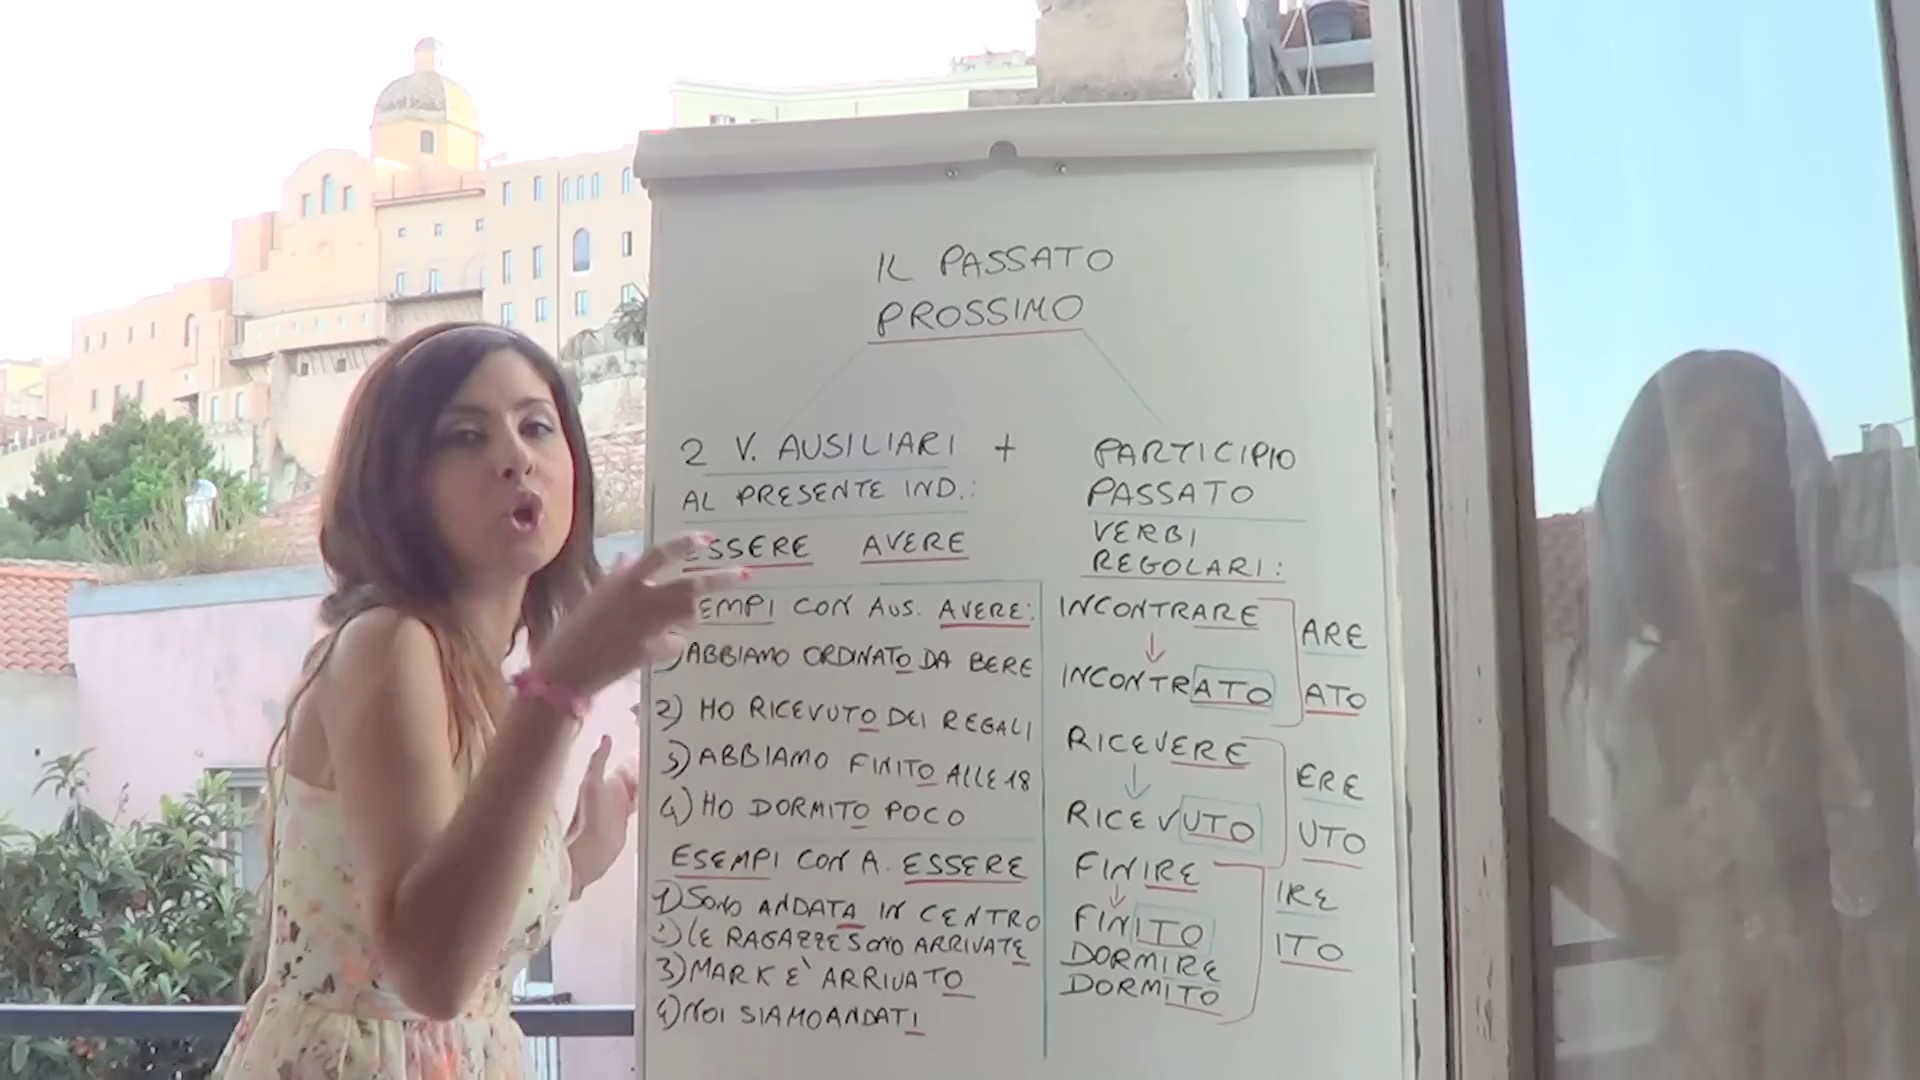 IL PASSATO
PROSSIMO
2 V. AUSILIARI +
AL PRESENTE IND.:
ESSERE AVERE
EMPI CON AUS. AVERE:
1) ABBIAMO ORDINATO DA BERE
2) HO RICEVUTO DEI REGALI
3) ABBIAMO FINITO ALLE 18
4) HO DORMITO POCO
ESEMPI CON A. ESSERE
1) SONO ANDATA IN CENTRO
2) LE RAGAZZE SONO ARRIVATE
3) MARK E` ARRIVATO
4) NOI SIAMO ANDATI
PARTICIPIO
PASSATO
VERBI
REGOLARI:
INCONTRARE
INCONTRATO
ARE
ATO
RICEVERE
RICEVUTO
ERE
UTO
FINIRE
FINITO
DORMIRE
DORMITO
IRE
ITO